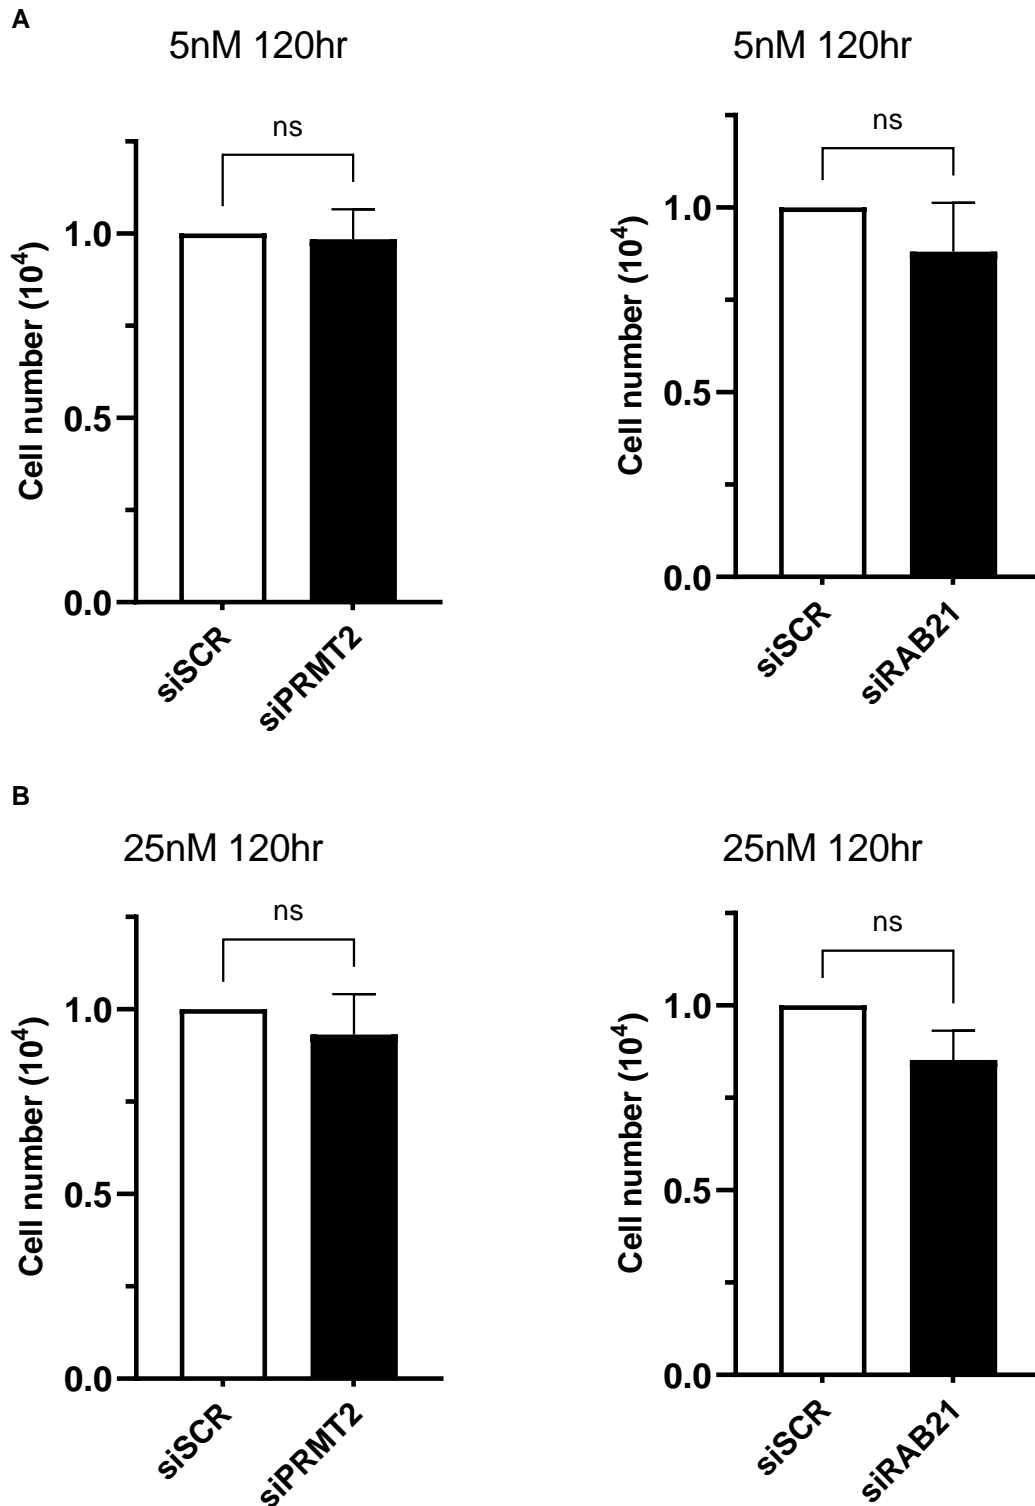 A
5nM 120hr
ns
Cell number (10⁴)
1.0
0.5
0.0
siSCR
siPRMT2
5nM 120hr
ns
Cell number (10⁴)
1.0
0.5
0.0
siSCR
siRAB21
B
25nM 120hr
ns
Cell number (10⁴)
1.0
0.5
0.0
siSCR
siPRMT2
25nM 120hr
ns
Cell number (10⁴)
1.0
0.5
0.0
siSCR
siRAB21